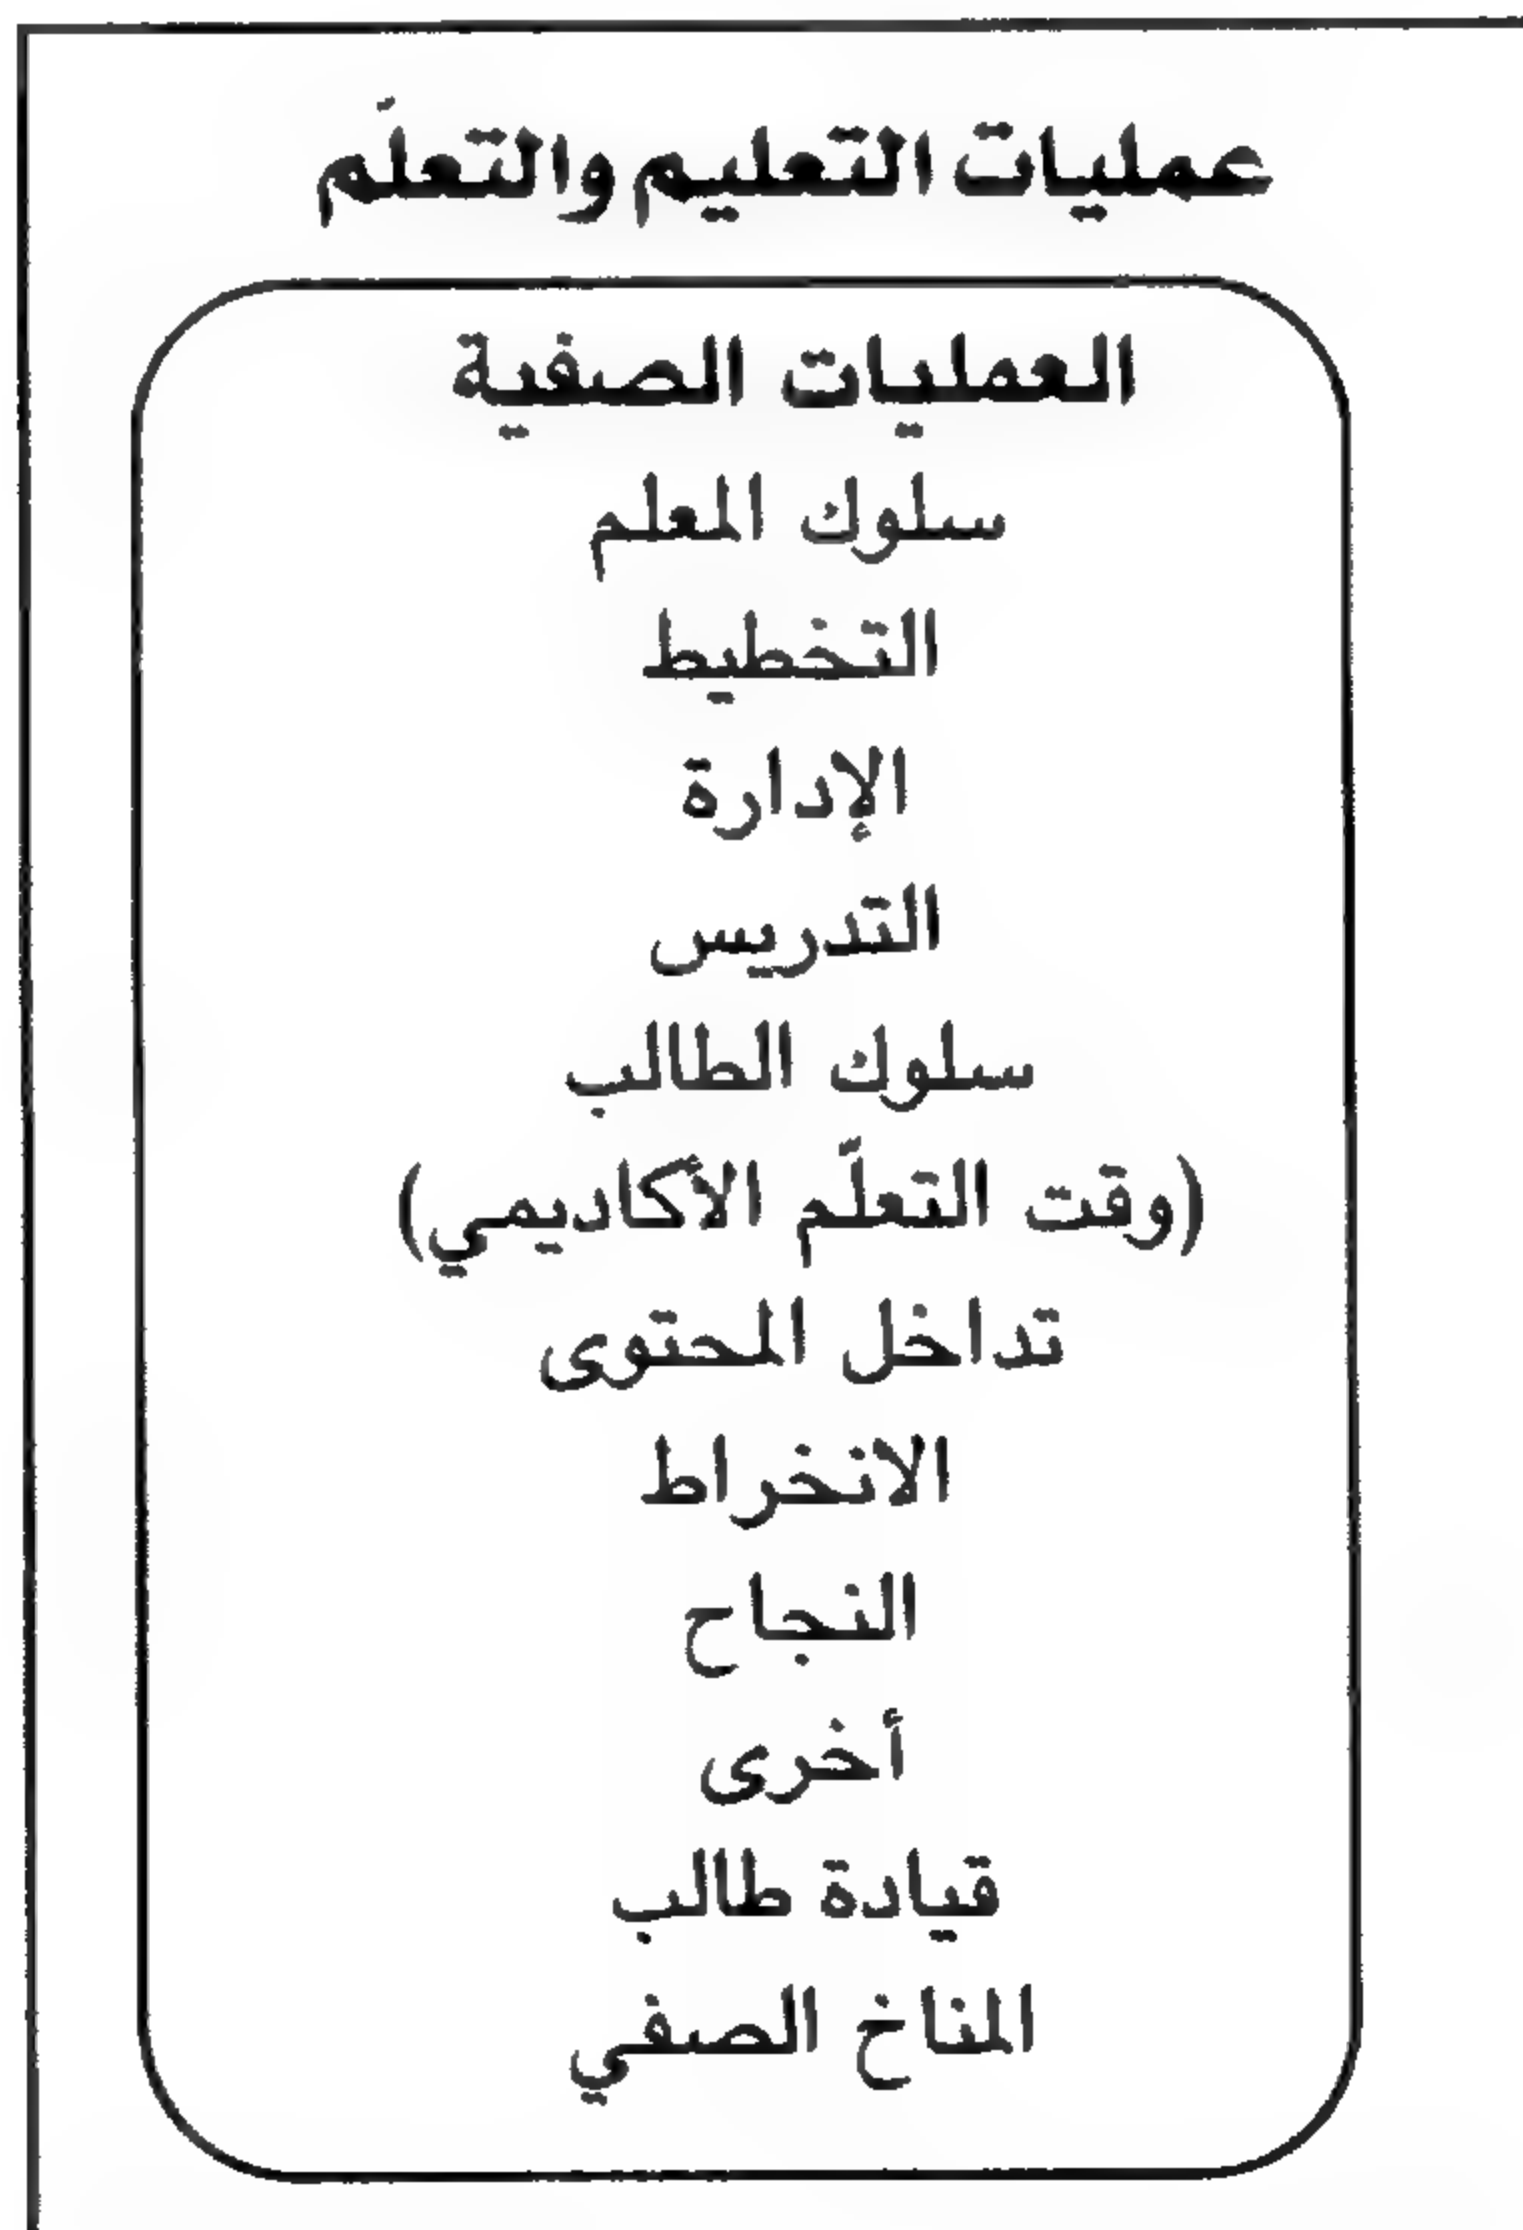 عمليات التعليم والتعلّم
العمليات الصفية
سلوك المعلم
التخطيط
الإدارة
التدريس
سلوك الطالب
(وقت التعلّم الأكاديمي)
تداخل المحتوى
الانخراط
النجاح
أخرى
قيادة طالب
المناخ الصفي